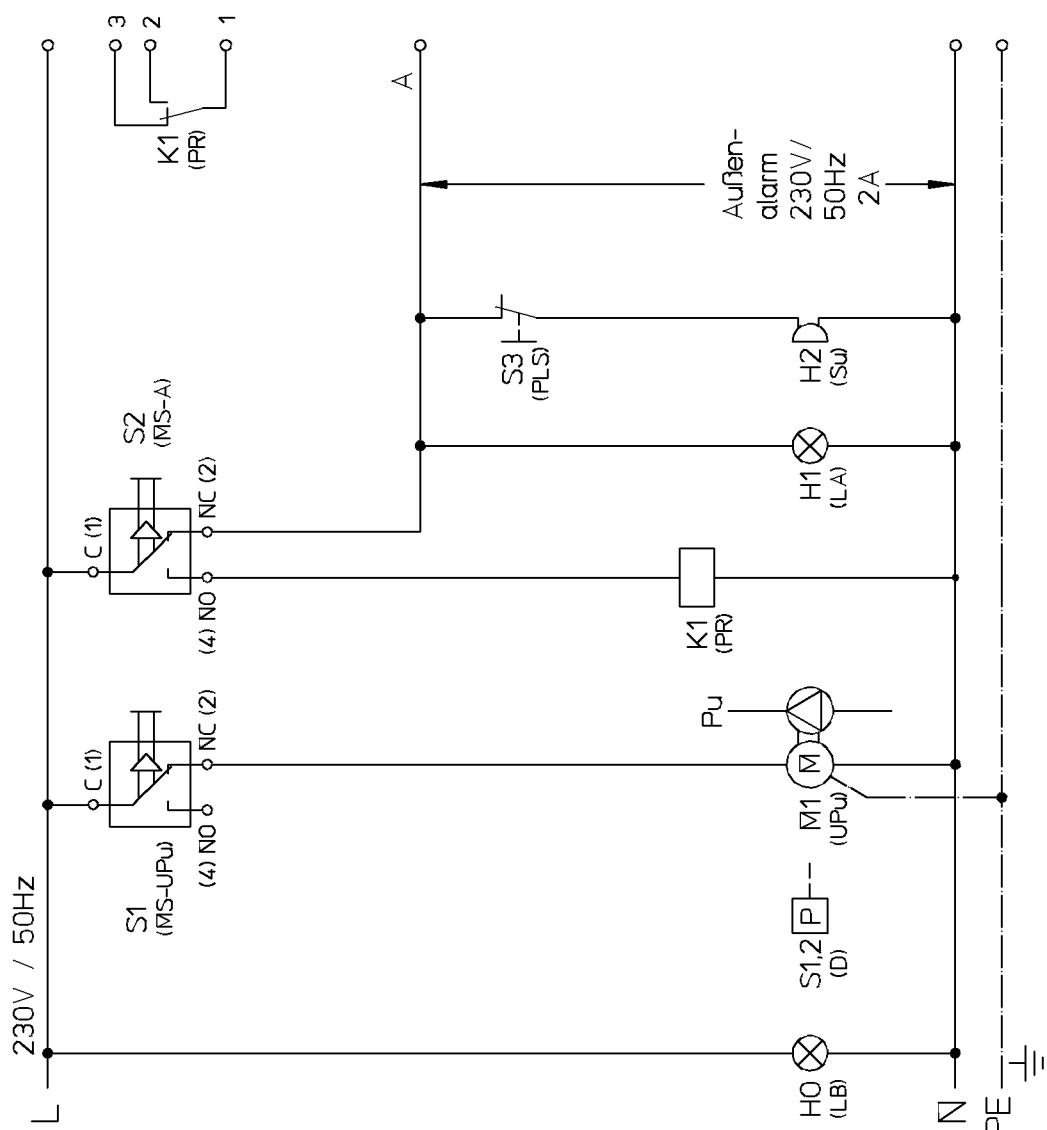 230V / 50Hz
L
S1
(MS-UPu)
C (1)
NC (2)
(4) NO
S2
(MS-A)
C (1)
NC (2)
(4) NO
K1
(PR)
3
2
1
A
Außen-
alarm
230V/
50Hz
2A
S3
(PLS)
H0
(LB)
S1,2
(D)
P
M1
(UPu)
M
Pu
K1
(PR)
H1
(LA)
H2
(Su)
N
PE